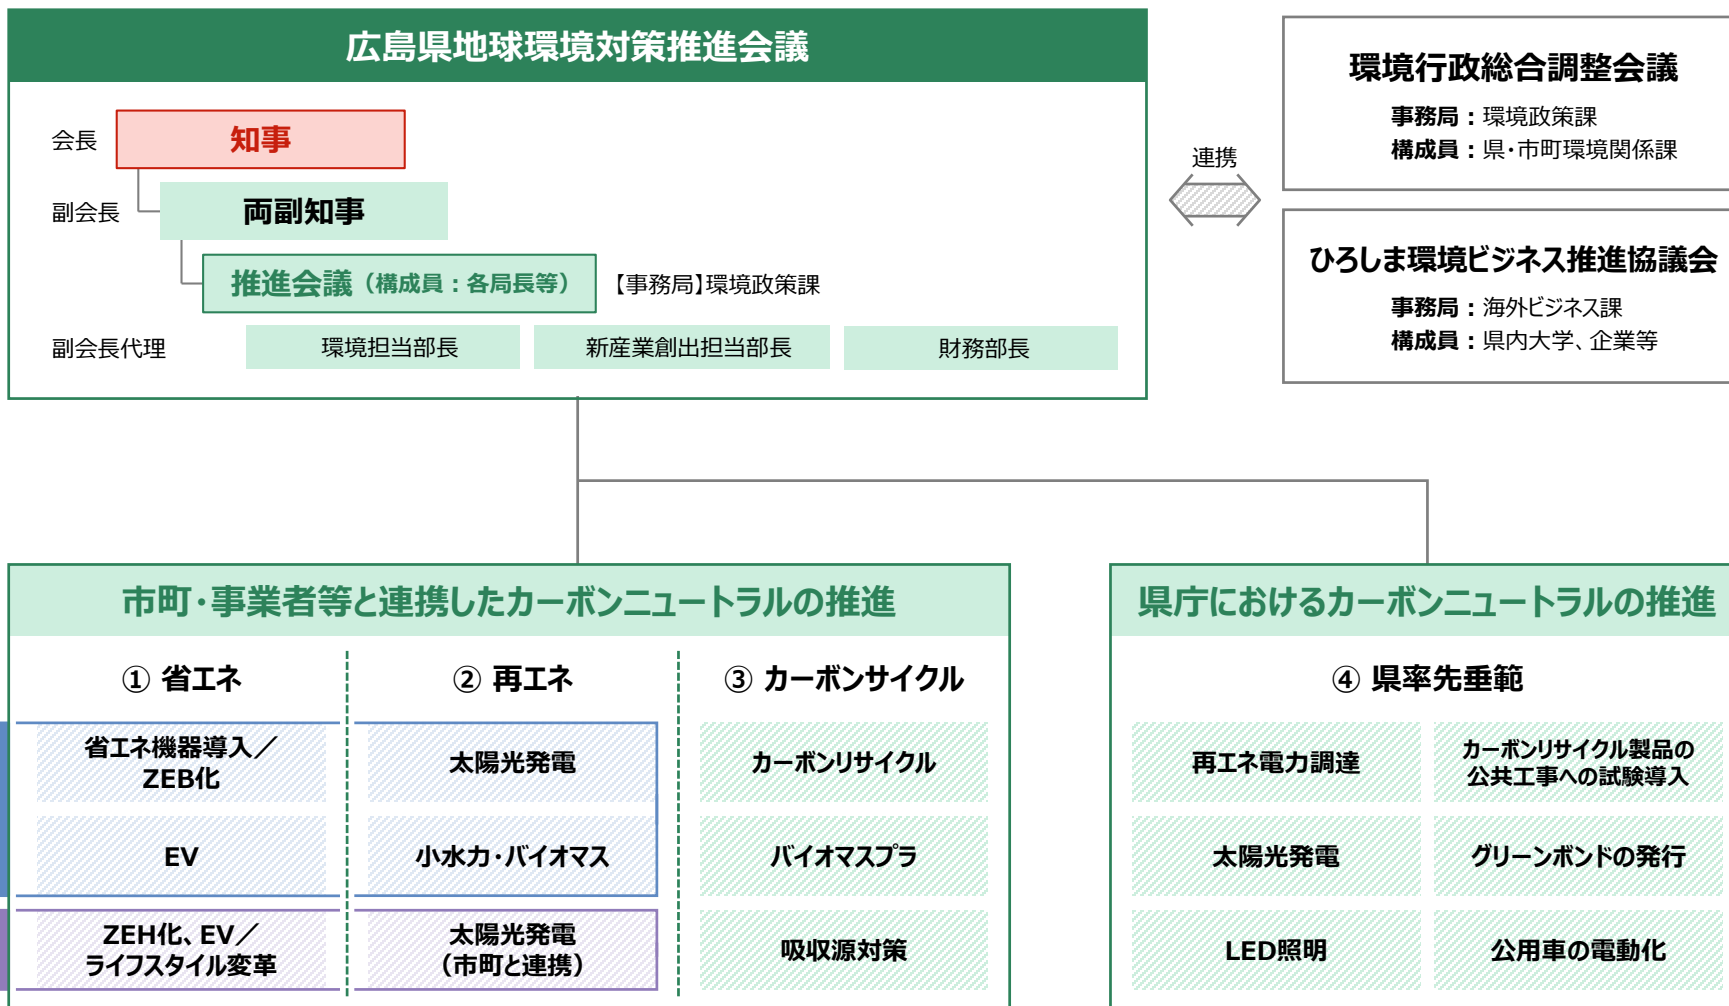 広島県地球環境対策推進会議
会長
知事
副会長
両副知事
推進会議（構成員：各局長等）
【事務局】環境政策課
副会長代理
環境担当部長
新産業創出担当部長
財務部長
連携
環境行政総合調整会議
事務局：環境政策課
構成員：県・市町環境関係課
ひろしま環境ビジネス推進協議会
事務局：海外ビジネス課
構成員：県内大学、企業等
市町・事業者等と連携したカーボンニュートラルの推進
① 省エネ
② 再エネ
③ カーボンサイクル
省エネ機器導入／
ZEB化
太陽光発電
カーボンリサイクル
EV
小水力・バイオマス
バイオマスプラ
ZEH化、EV／
ライフスタイル変革
太陽光発電
（市町と連携）
吸収源対策
県庁におけるカーボンニュートラルの推進
④ 県率先垂範
再エネ電力調達
カーボンリサイクル製品の
公共工事への試験導入
太陽光発電
グリーンボンドの発行
LED照明
公用車の電動化